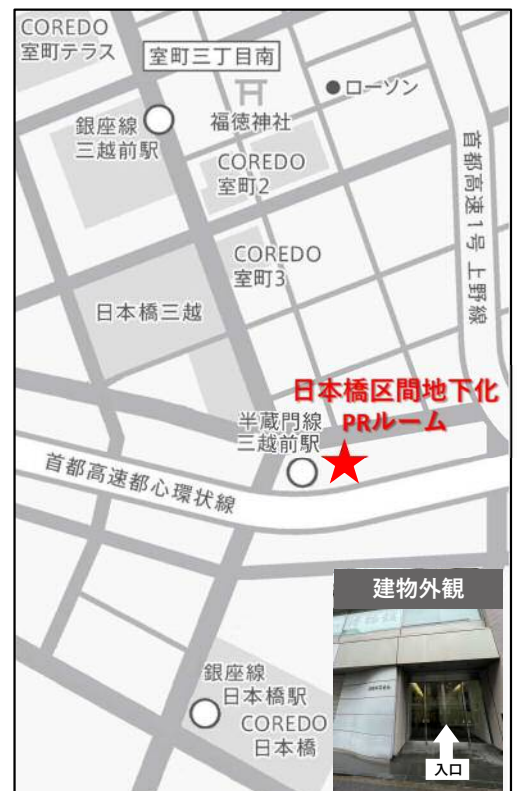 COREDO
室町テラス
室町三丁目南
ローソン
福徳神社
銀座線
三越前駅
COREDO
室町2
首都高速1号 上野線
COREDO
室町3
日本橋三越
日本橋区間地下化
PRルーム
半蔵門線
三越前駅
首都高速都心環状線
建物外観
銀座線
日本橋駅
COREDO
日本橋
入口